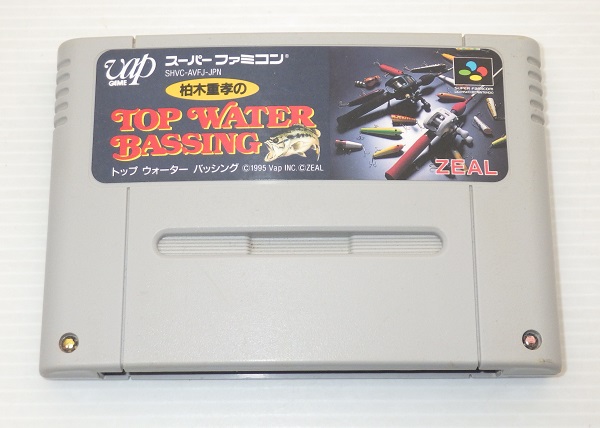 vap
GAME
スーパーファミコン®
SHVC-AVFJ-JPN
柏木重孝の
TOP WATER
BASSING
トップ ウォーター バッシング ©1995 Vap INC. ©ZEAL
SUPER FAMICOM
ZEAL